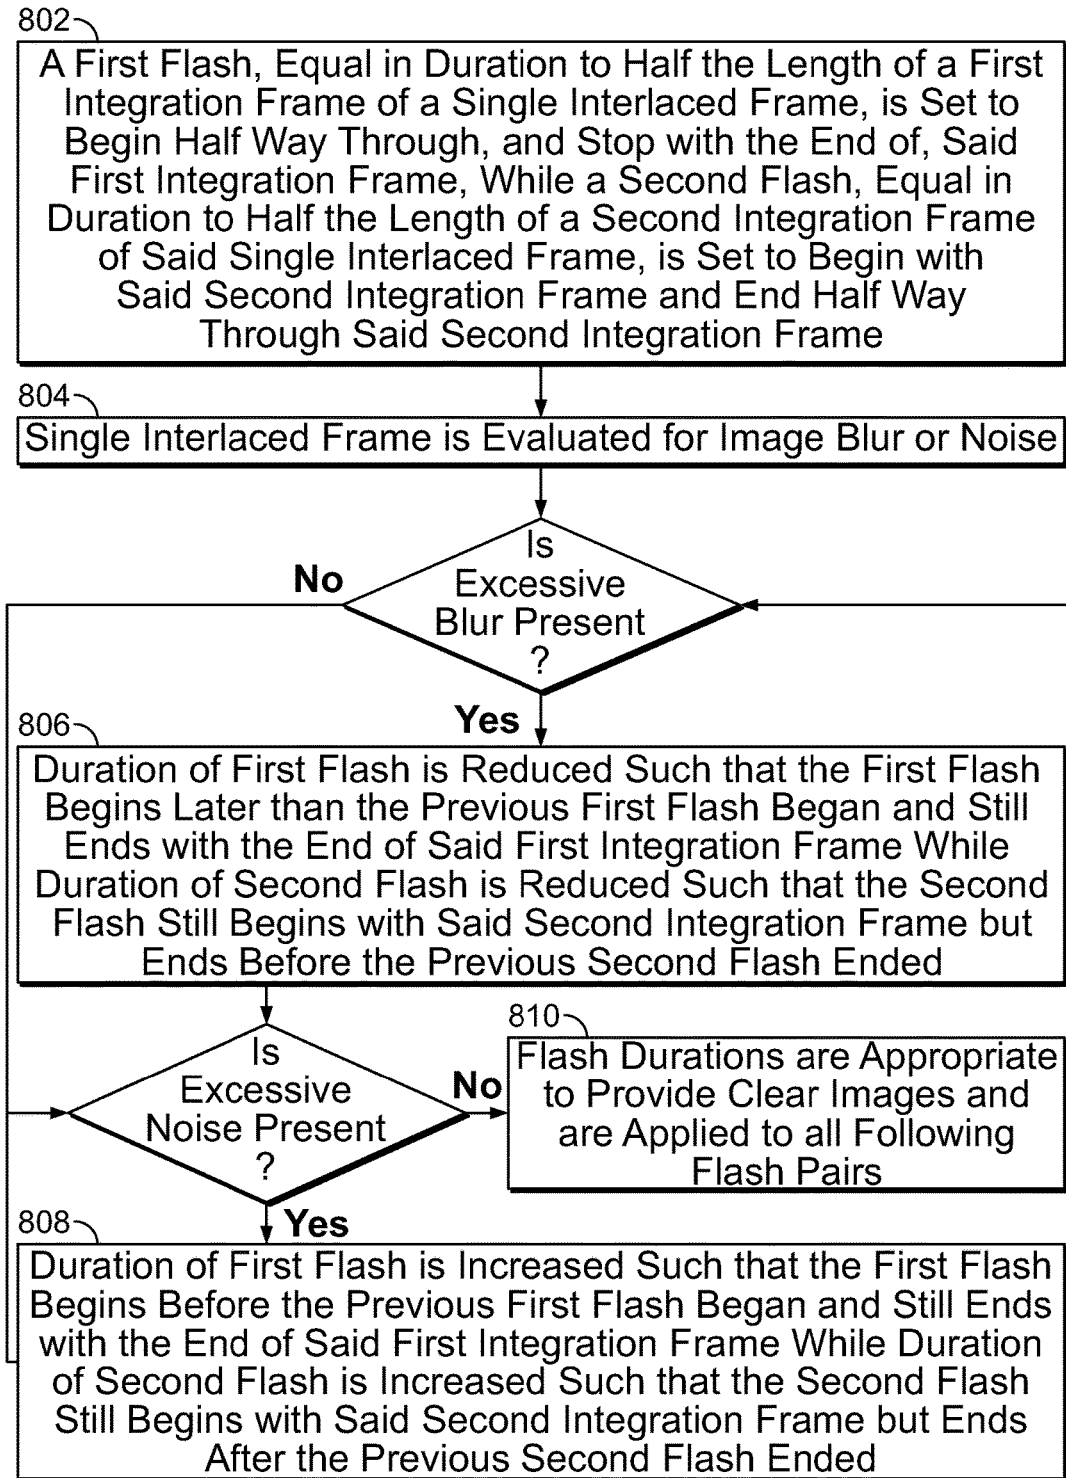 802
A First Flash, Equal in Duration to Half the Length of a First
Integration Frame of a Single Interlaced Frame, is Set to
Begin Half Way Through, and Stop with the End of, Said
First Integration Frame, While a Second Flash, Equal in
Duration to Half the Length of a Second Integration Frame
of Said Single Interlaced Frame, is Set to Begin with
Said Second Integration Frame and End Half Way
Through Said Second Integration Frame
804
Single Interlaced Frame is Evaluated for Image Blur or Noise
Is
Excessive
Blur Present
?
No
Yes
806
Duration of First Flash is Reduced Such that the First Flash
Begins Later than the Previous First Flash Began and Still
Ends with the End of Said First Integration Frame While
Duration of Second Flash is Reduced Such that the Second
Flash Still Begins with Said Second Integration Frame but
Ends Before the Previous Second Flash Ended
Is
Excessive
Noise Present
?
No
810
Flash Durations are Appropriate
to Provide Clear Images and
are Applied to all Following
Flash Pairs
Yes
808
Duration of First Flash is Increased Such that the First Flash
Begins Before the Previous First Flash Began and Still Ends
with the End of Said First Integration Frame While Duration
of Second Flash is Increased Such that the Second Flash
Still Begins with Said Second Integration Frame but Ends
After the Previous Second Flash Ended